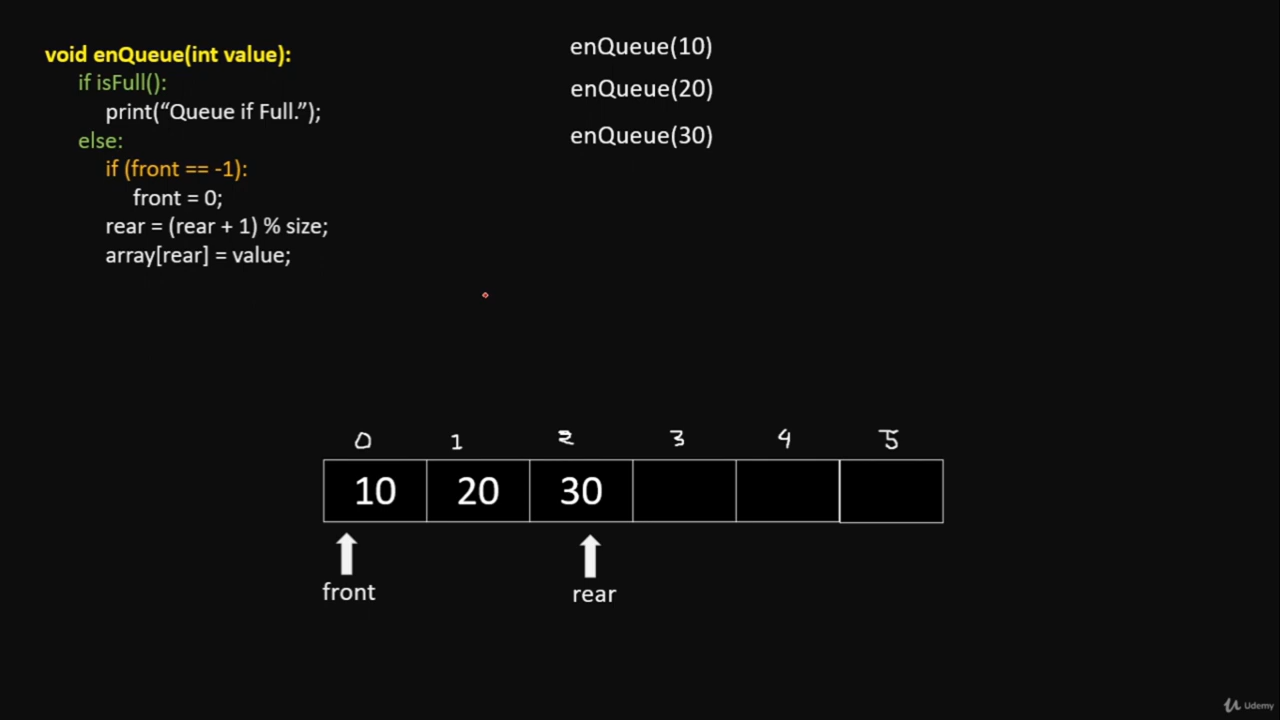 void enQueue(int value):
if isFull():
print(“Queue if Full.”);
else:
if (front == -1):
front = 0;
rear = (rear + 1) % size;
array[rear] = value;
enQueue(10)
enQueue(20)
enQueue(30)
0 1 2 3 4 5
10 20 30
front rear
Udemy